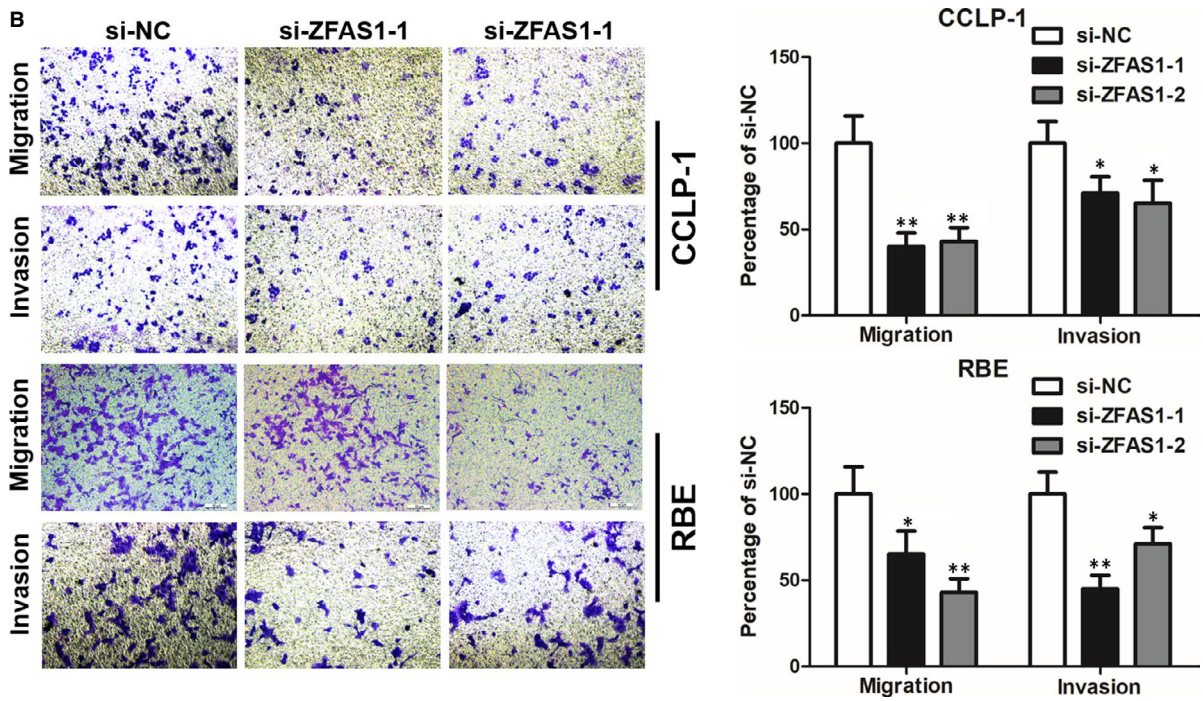 B
si-NC si-ZFAS1-1 si-ZFAS1-1
Migration
Invasion
CCLP-1
Migration
Invasion
RBE
CCLP-1
si-NC
si-ZFAS1-1
si-ZFAS1-2
Percentage of si-NC
150
100
50
0
** ** * *
Migration Invasion
RBE
si-NC
si-ZFAS1-1
si-ZFAS1-2
Percentage of si-NC
150
100
50
0
* ** ** *
Migration Invasion